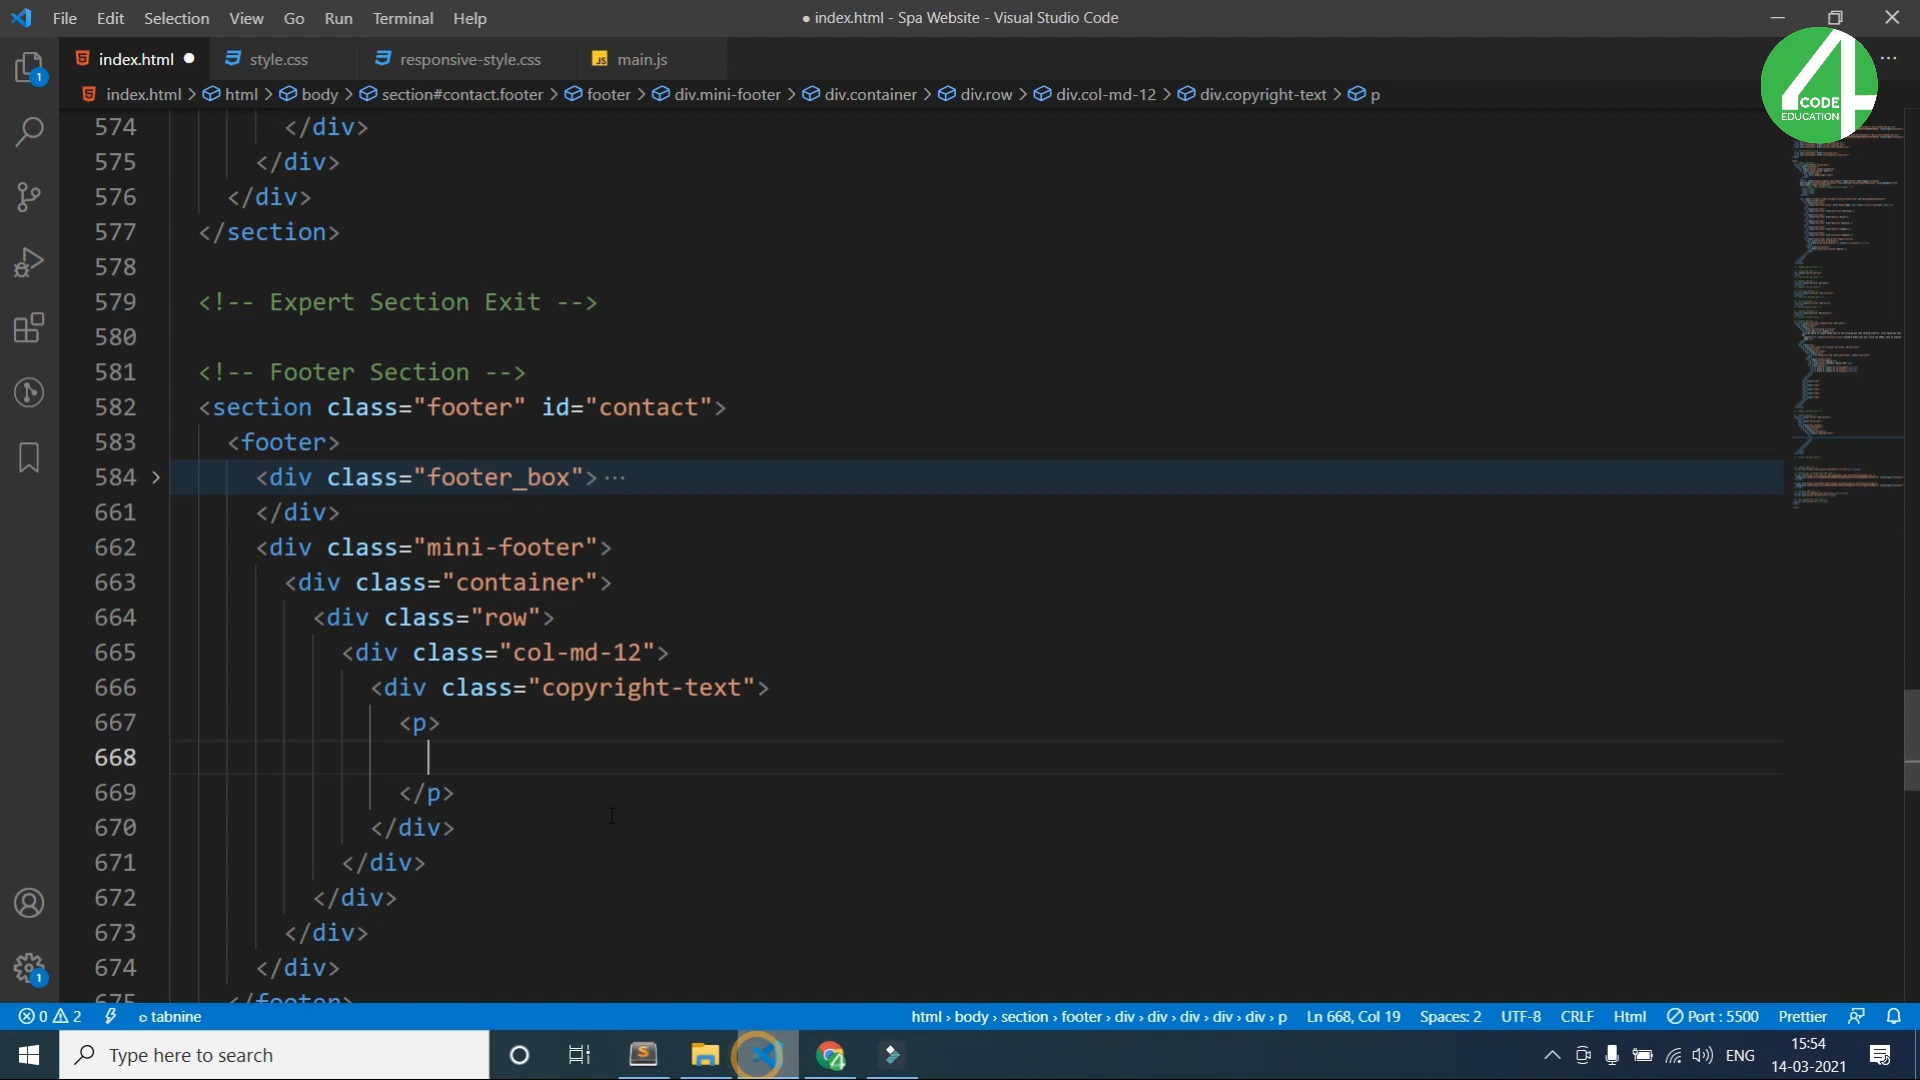 File Edit Selection View Go Run Terminal Help
● index.html - Spa Website - Visual Studio Code
index.html style.css responsive-style.css main.js
index.html > html > body > section#contact.footer > footer > div.mini-footer > div.container > div.row > div.col-md-12 > div.copyright-text > p
4
CODE
EDUCATION
574 </div>
575 </div>
576 </div>
577 </section>
578
579 <!-- Expert Section Exit -->
580
581 <!-- Footer Section -->
582 <section class="footer" id="contact">
583 <footer>
584 <div class="footer_box">…
661 </div>
662 <div class="mini-footer">
663 <div class="container">
664 <div class="row">
665 <div class="col-md-12">
666 <div class="copyright-text">
667 <p>
668
669 </p>
670 </div>
671 </div>
672 </div>
673 </div>
674 </div>
675 </footer>
0 2 tabnine html › body › section › footer › div › div › div › div › div › p Ln 668, Col 19 Spaces: 2 UTF-8 CRLF Html Port : 5500 Prettier
Type here to search
ENG
15:54
14-03-2021